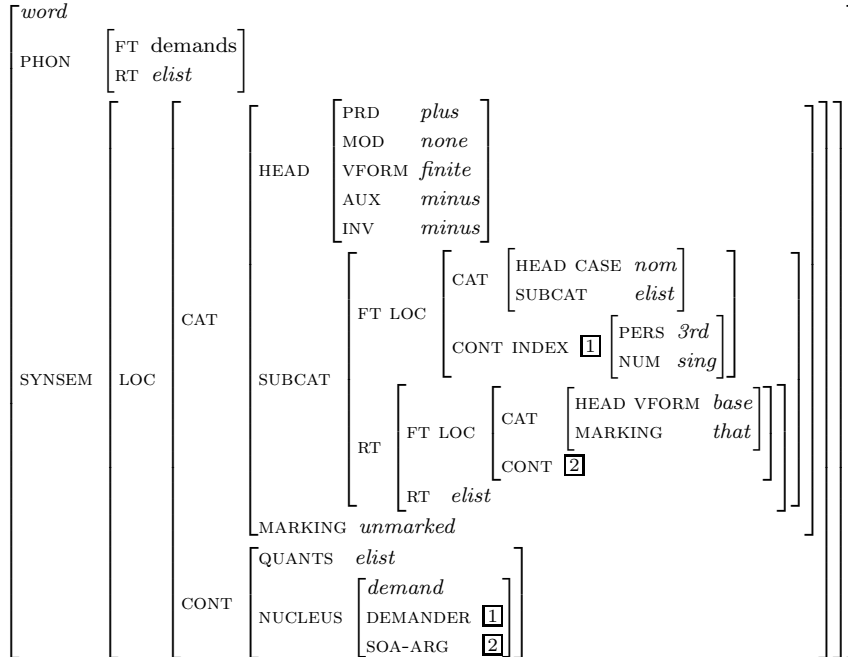 word
PHON FT demands
RT elist
SYNSEM LOC CAT HEAD PRD plus
MOD none
VFORM finite
AUX minus
INV minus
SUBCAT FT LOC CAT HEAD CASE nom
SUBCAT elist
CONT INDEX 1 PERS 3rd
NUM sing
RT FT LOC CAT HEAD VFORM base
MARKING that
CONT 2
RT elist
MARKING unmarked
CONT QUANTS elist
NUCLEUS demand
DEMANDER 1
SOA-ARG 2